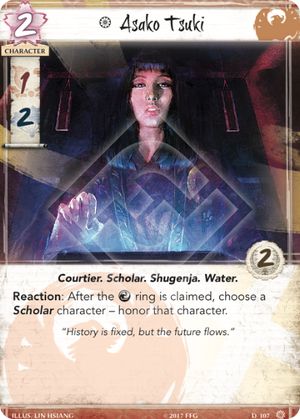 2
Asako Tsuki
CHARACTER
1
2
2
Courtier. Scholar. Shugenja. Water.
Reaction: After the ring is claimed, choose a
Scholar character – honor that character.
"History is fixed, but the future flows."
ILLUS. LIN HSIANG ©2017 FFG D 107